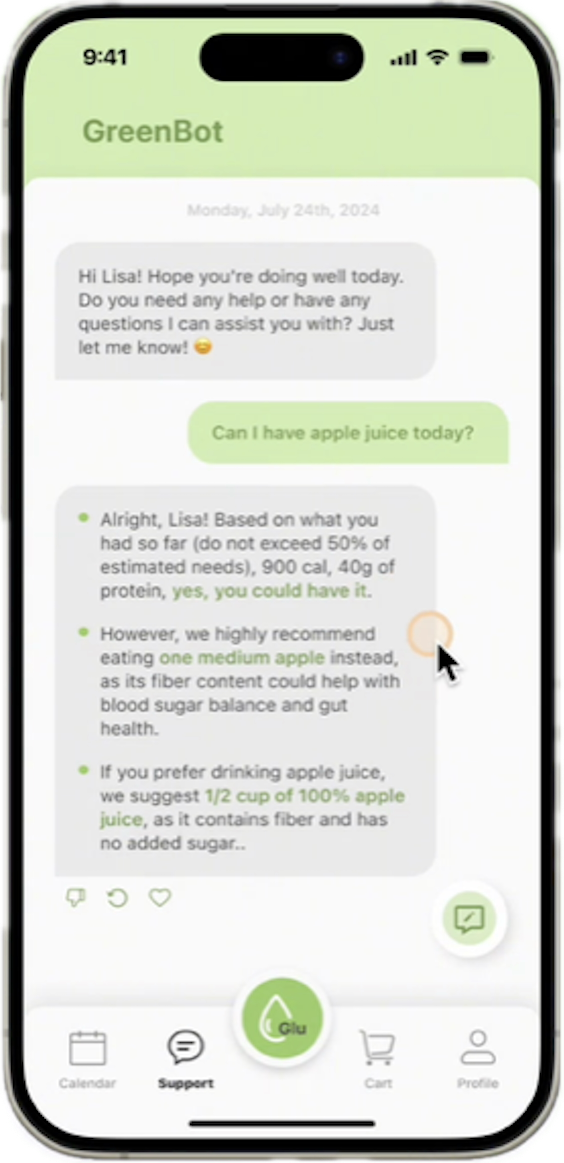 9:41
GreenBot
Monday, July 24th, 2024
Hi Lisa! Hope you're doing well today.
Do you need any help or have any
questions I can assist you with? Just
let me know! 😊
Can I have apple juice today?
Alright, Lisa! Based on what you
had so far (do not exceed 50% of
estimated needs), 900 cal, 40g of
protein, yes, you could have it.
However, we highly recommend
eating one medium apple instead,
as its fiber content could help with
blood sugar balance and gut
health.
If you prefer drinking apple juice,
we suggest 1/2 cup of 100% apple
juice, as it contains fiber and has
no added sugar..
Glu
Calendar
Support
Cart
Profile